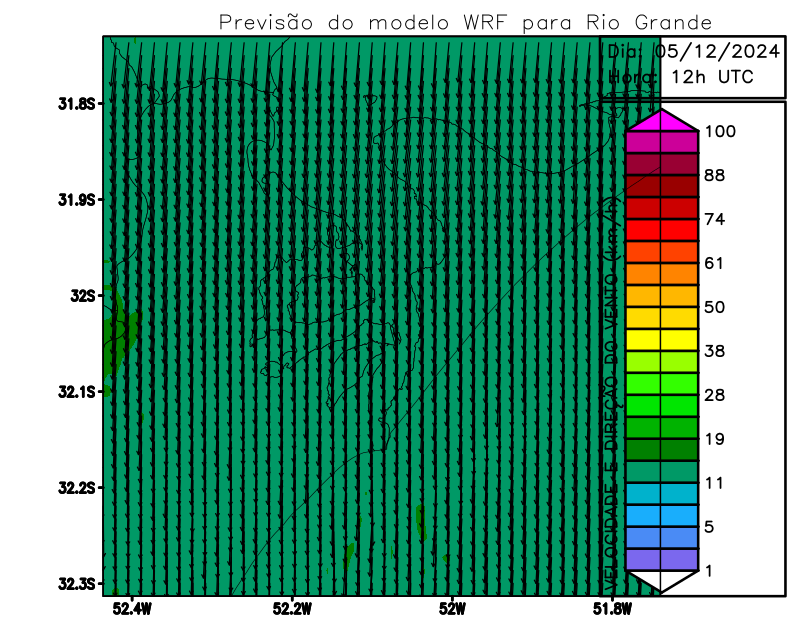 Previsão do modelo WRF para Rio Grande
Dia: 05/12/2024
Hora: 12h UTC
31.8S
31.9S
32S
32.1S
32.2S
32.3S
52.4W
52.2W
52W
51.8W
VELOCIDADE E DIREÇÃO DO VENTO (km/h)
100
88
74
61
50
38
28
19
11
5
1